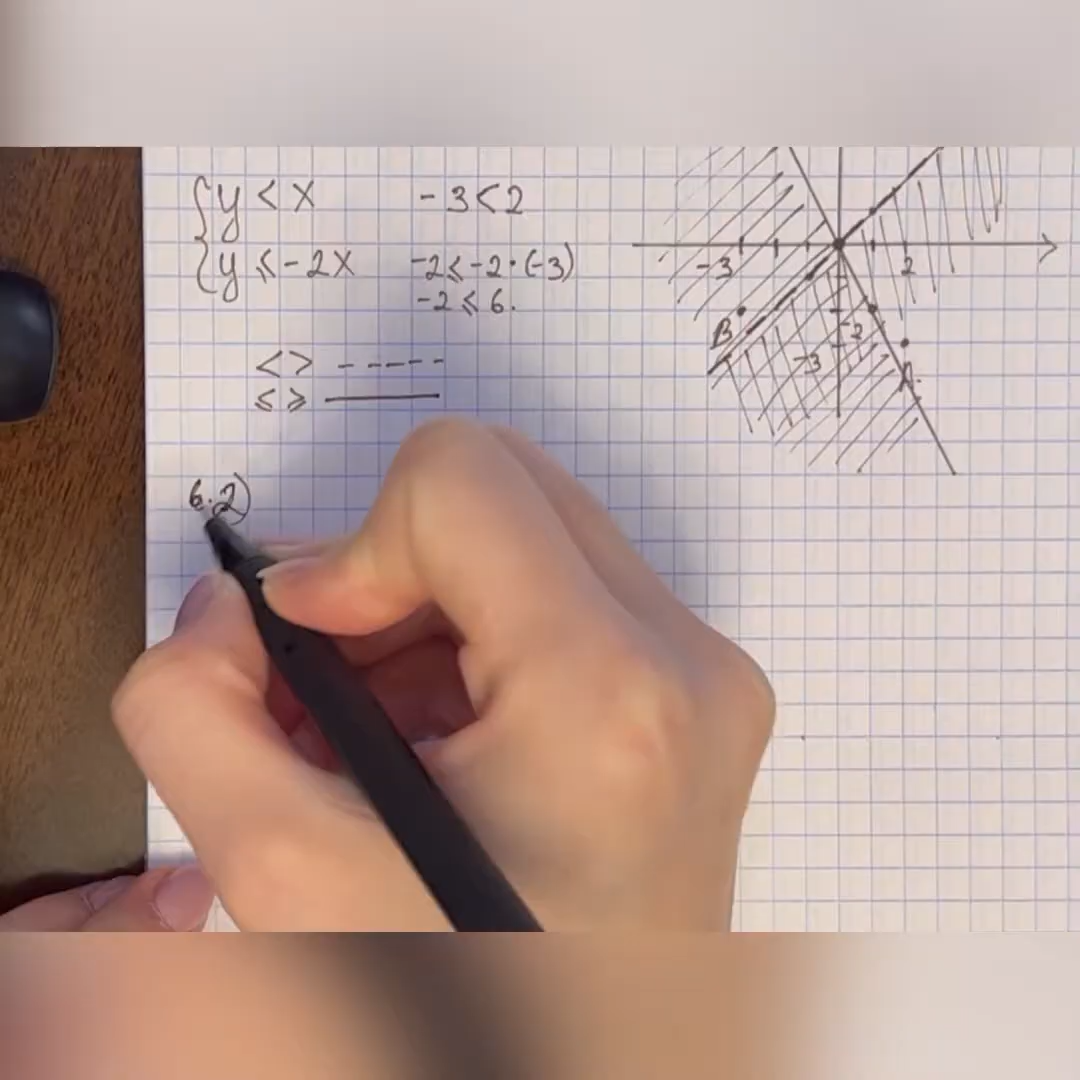 { y < x   - 3 < 2
{ y ⩽ - 2x   -2 ⩽ -2 · (-3)
-2 ⩽ 6.
< > - - - - - -
⩽ ⩾ ———
6.2)
-3   2
B   -2
-3   A